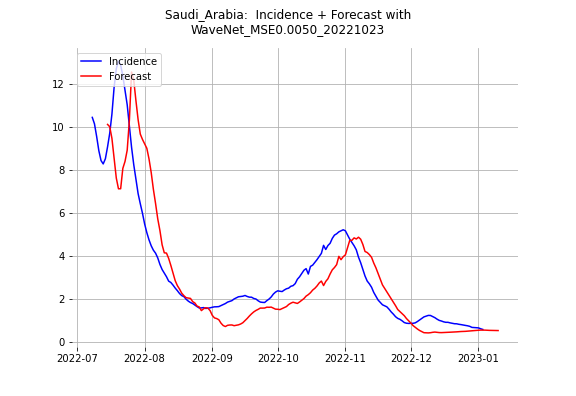 Saudi_Arabia:  Incidence + Forecast with
WaveNet_MSE0.0050_20221023
Incidence
Forecast
12
10
8
6
4
2
0
2022-07 2022-08 2022-09 2022-10 2022-11 2022-12 2023-01